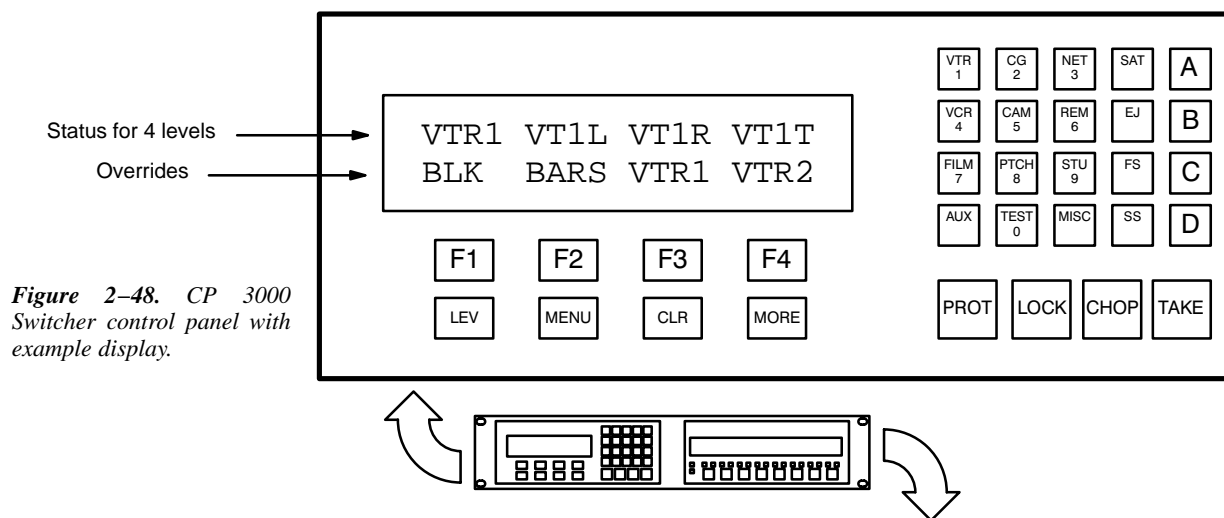 VTR 1
CG 2
NET 3
SAT
A
VCR 4
CAM 5
REM 6
EJ
B
FILM 7
PTCH 8
STU 9
FS
C
AUX
TEST 0
MISC
SS
D
Status for 4 levels
VTR1 VT1L VT1R VT1T
Overrides
BLK BARS VTR1 VTR2
F1 F2 F3 F4
LEV MENU CLR MORE
PROT LOCK CHOP TAKE
Figure 2–48. CP 3000
Switcher control panel with
example display.